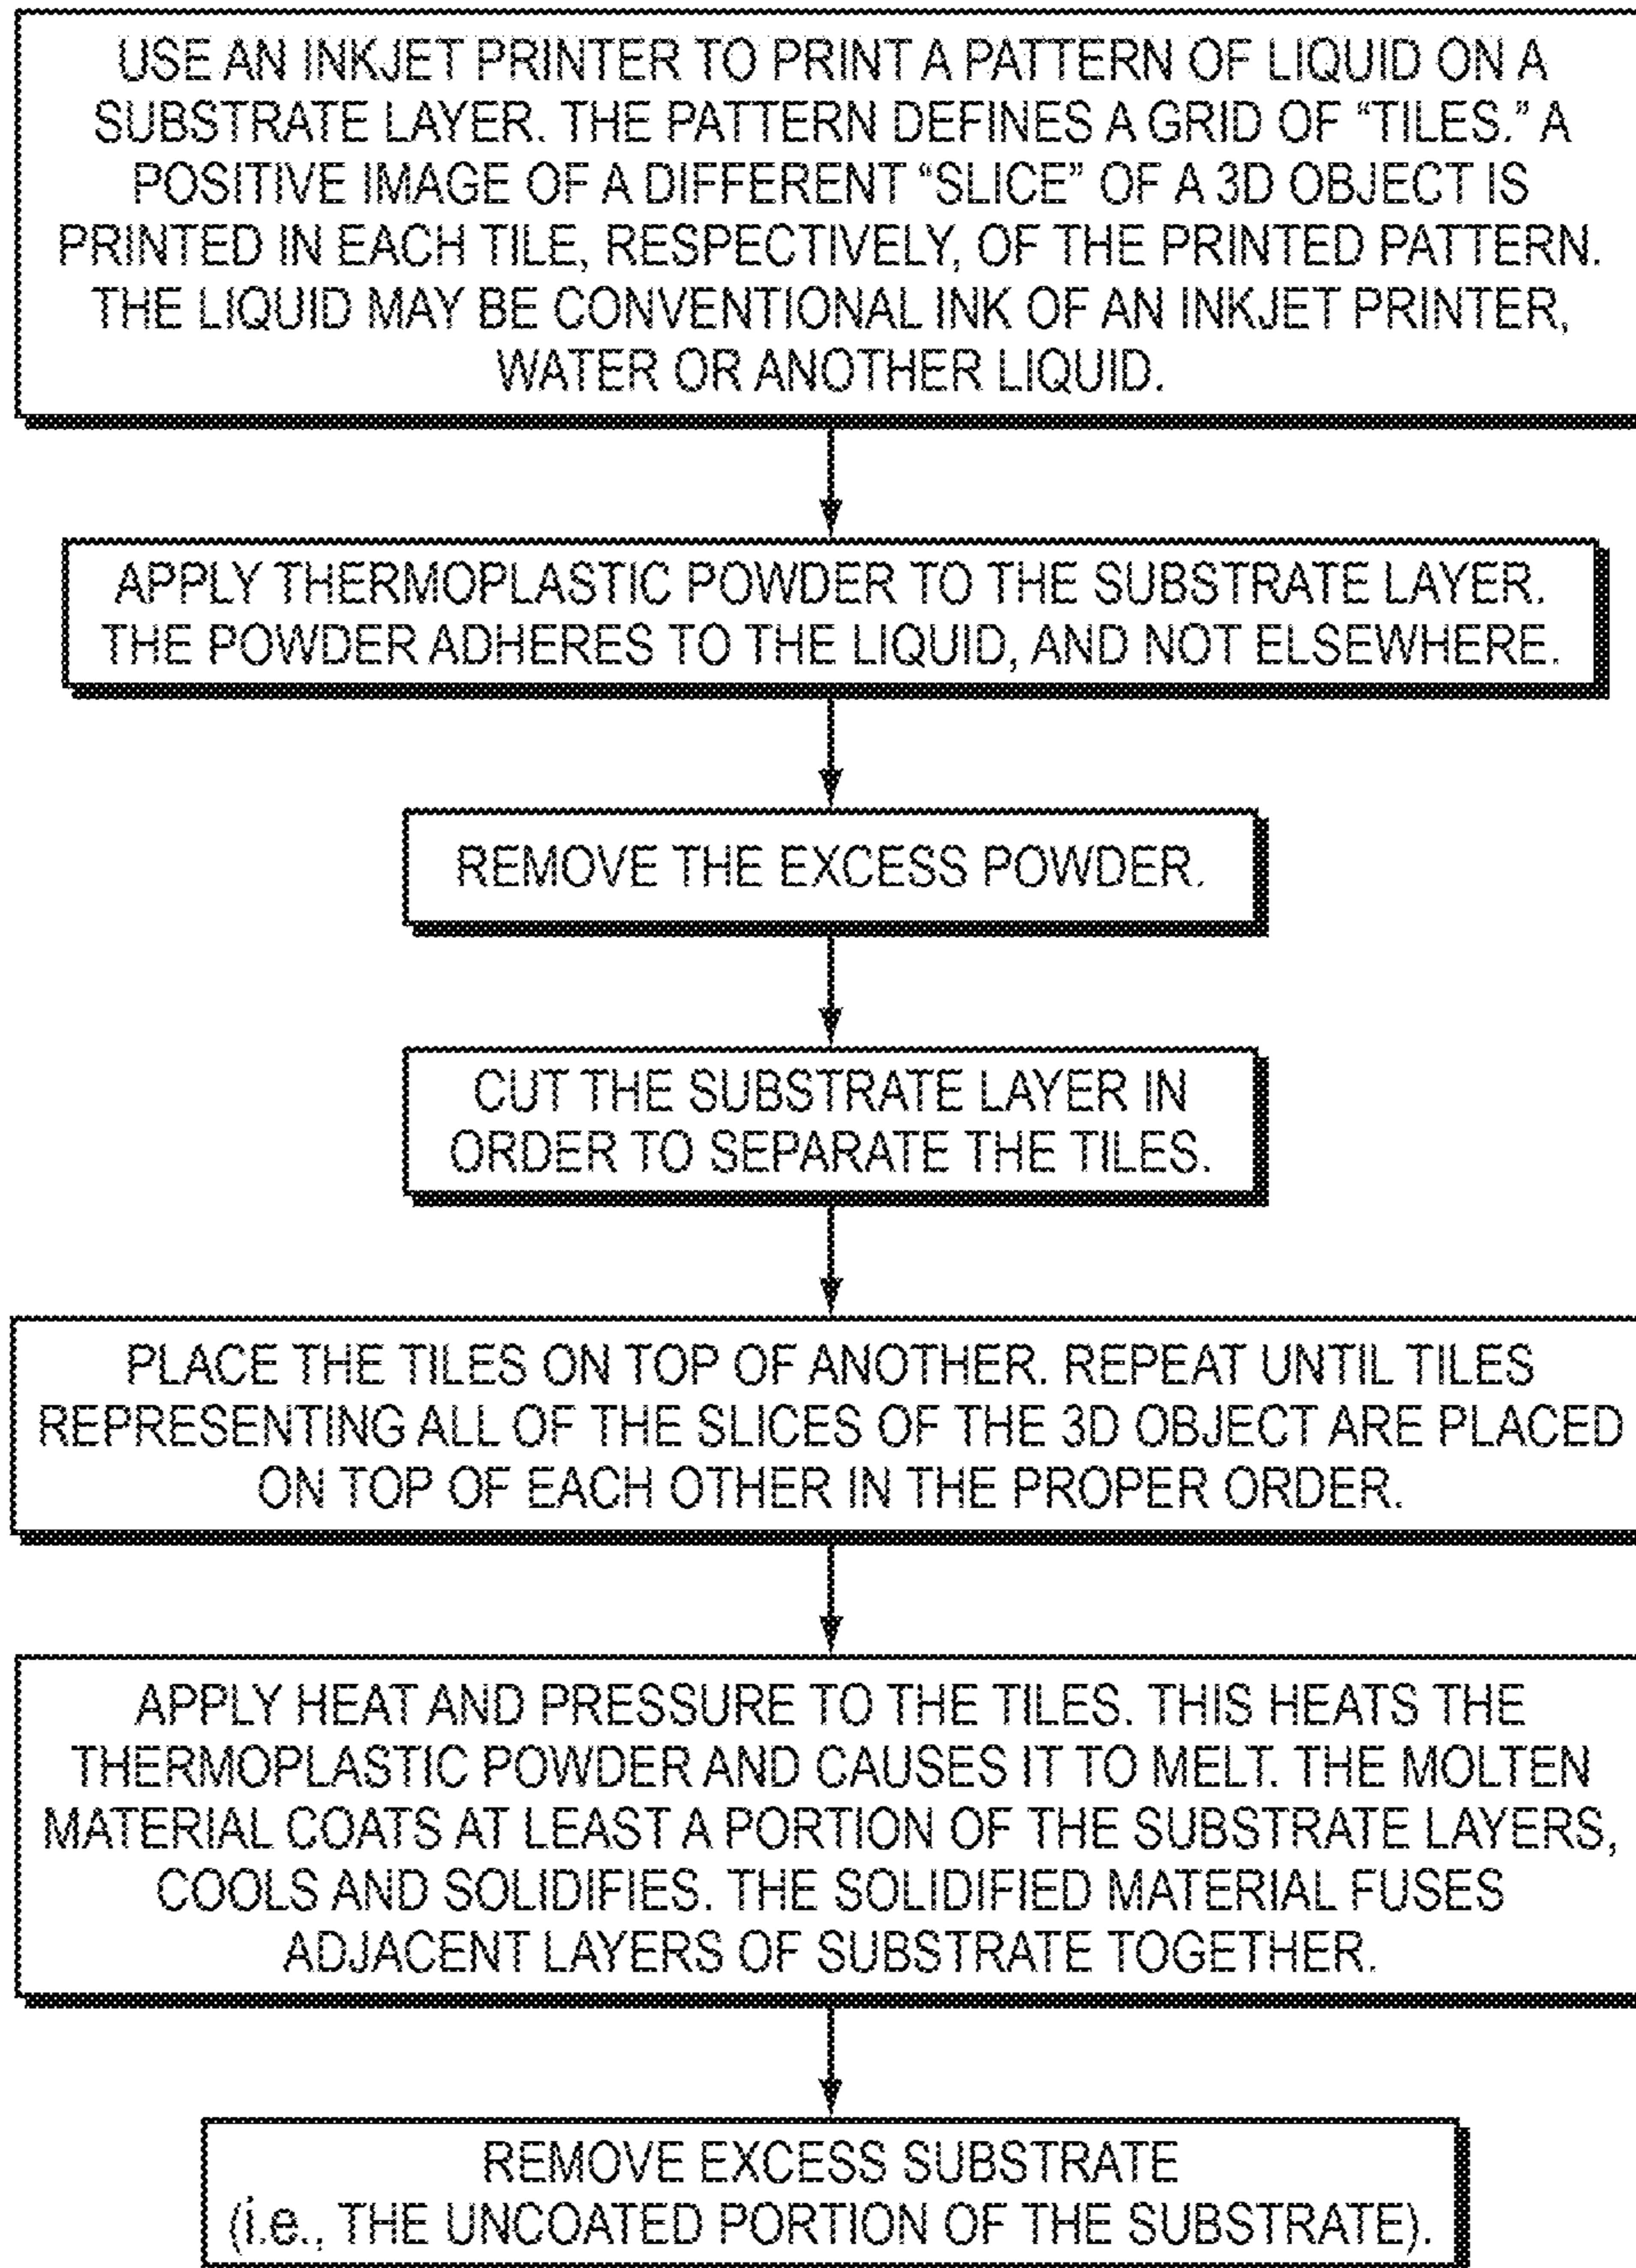 USE AN INKJET PRINTER TO PRINT A PATTERN OF LIQUID ON A
SUBSTRATE LAYER. THE PATTERN DEFINES A GRID OF “TILES.” A
POSITIVE IMAGE OF A DIFFERENT “SLICE” OF A 3D OBJECT IS
PRINTED IN EACH TILE, RESPECTIVELY, OF THE PRINTED PATTERN.
THE LIQUID MAY BE CONVENTIONAL INK OF AN INKJET PRINTER,
WATER OR ANOTHER LIQUID.
APPLY THERMOPLASTIC POWDER TO THE SUBSTRATE LAYER.
THE POWDER ADHERES TO THE LIQUID, AND NOT ELSEWHERE.
REMOVE THE EXCESS POWDER.
CUT THE SUBSTRATE LAYER IN
ORDER TO SEPARATE THE TILES.
PLACE THE TILES ON TOP OF ANOTHER. REPEAT UNTIL TILES
REPRESENTING ALL OF THE SLICES OF THE 3D OBJECT ARE PLACED
ON TOP OF EACH OTHER IN THE PROPER ORDER.
APPLY HEAT AND PRESSURE TO THE TILES. THIS HEATS THE
THERMOPLASTIC POWDER AND CAUSES IT TO MELT. THE MOLTEN
MATERIAL COATS AT LEAST A PORTION OF THE SUBSTRATE LAYERS,
COOLS AND SOLIDIFIES. THE SOLIDIFIED MATERIAL FUSES
ADJACENT LAYERS OF SUBSTRATE TOGETHER.
REMOVE EXCESS SUBSTRATE
(i.e., THE UNCOATED PORTION OF THE SUBSTRATE).